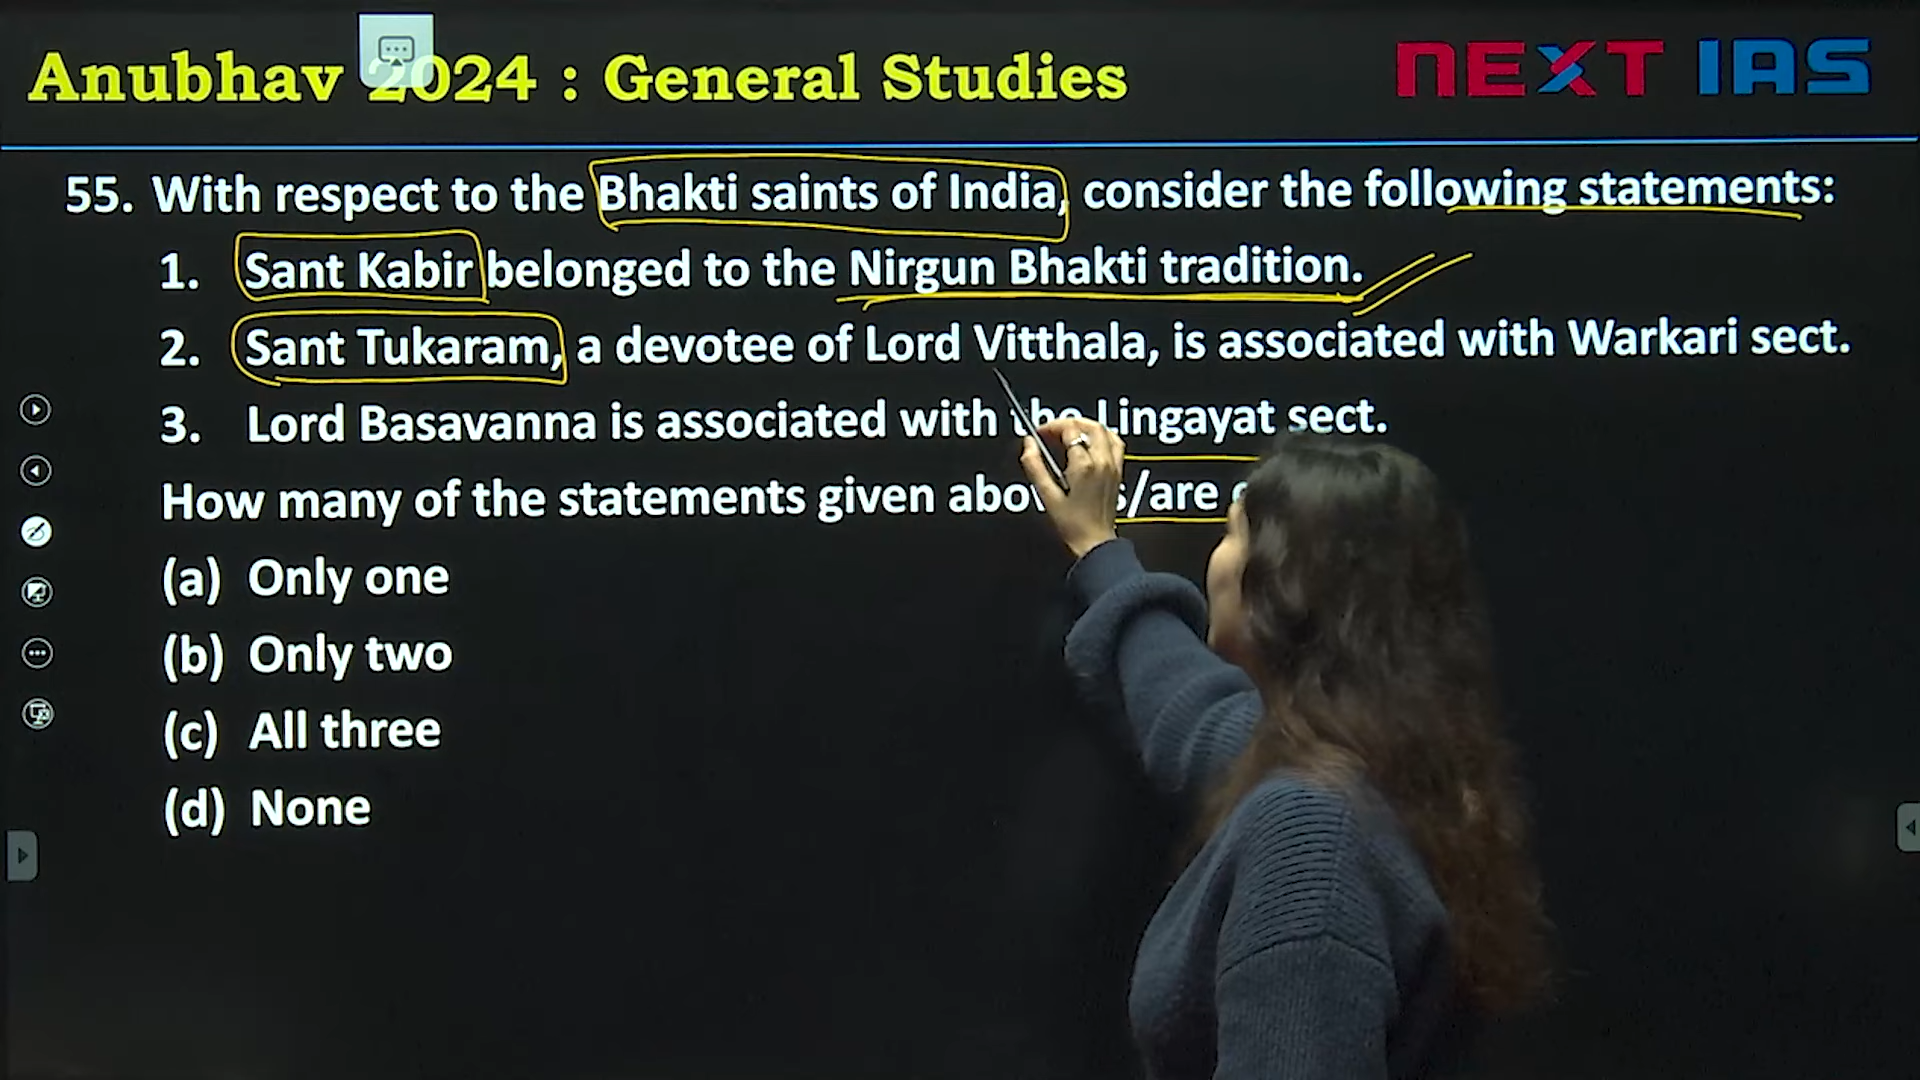 Anubhav 2024 : General Studies
NEXT IAS
55. With respect to the Bhakti saints of India, consider the following statements:
1. Sant Kabir belonged to the Nirgun Bhakti tradition.
2. Sant Tukaram, a devotee of Lord Vitthala, is associated with Warkari sect.
3. Lord Basavanna is associated with the Lingayat sect.
How many of the statements given /are
(a) Only one
(b) Only two
(c) All three
(d) None